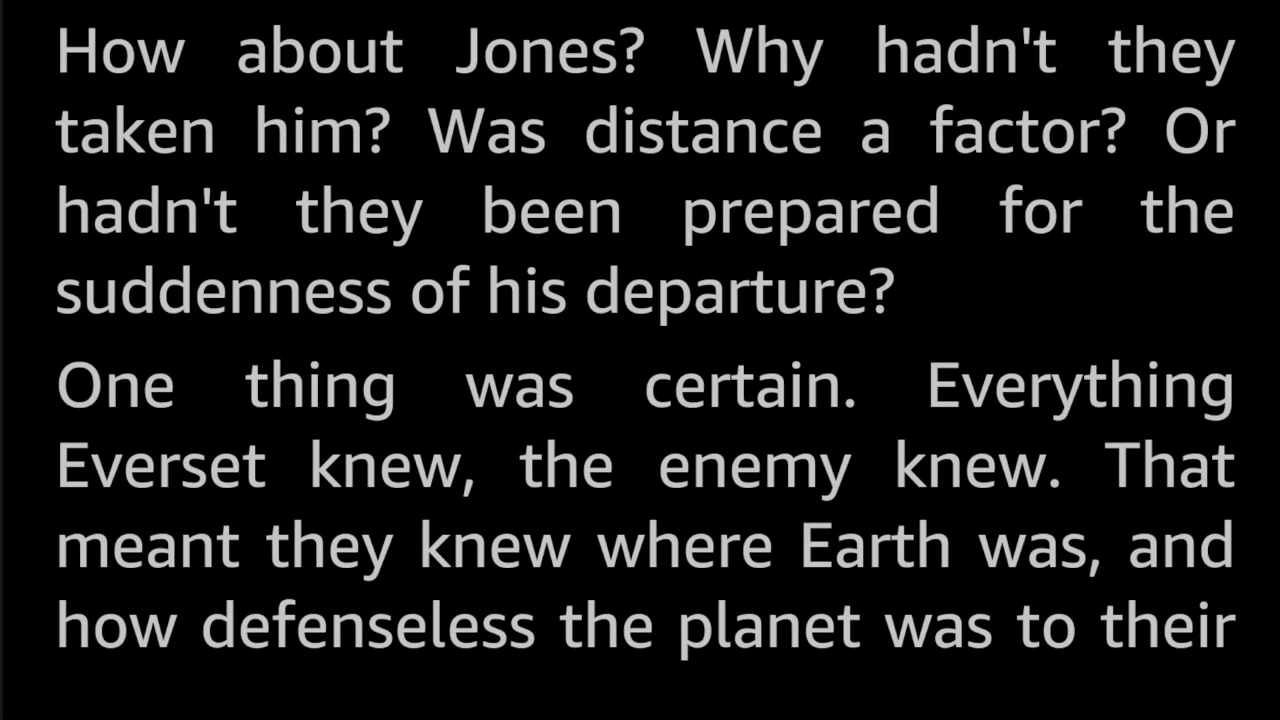 How about Jones? Why hadn't they
taken him? Was distance a factor? Or
hadn't they been prepared for the
suddenness of his departure?
One thing was certain. Everything
Everset knew, the enemy knew. That
meant they knew where Earth was, and
how defenseless the planet was to their